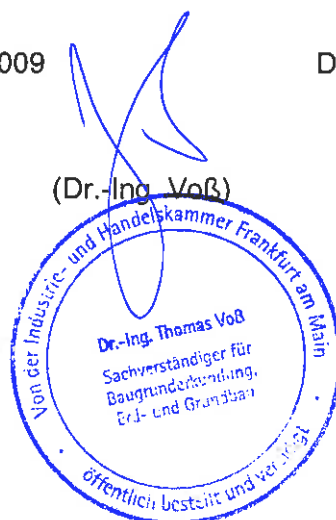 009 D
(Dr.-Ing. Voß)
Von der Industrie- und Handelskammer Frankfurt am Main
Dr.-Ing. Thomas Voß
Sachverständiger für
Baugrunderkundung,
Erd- und Grundbau
öffentlich bestellt und vereidigt